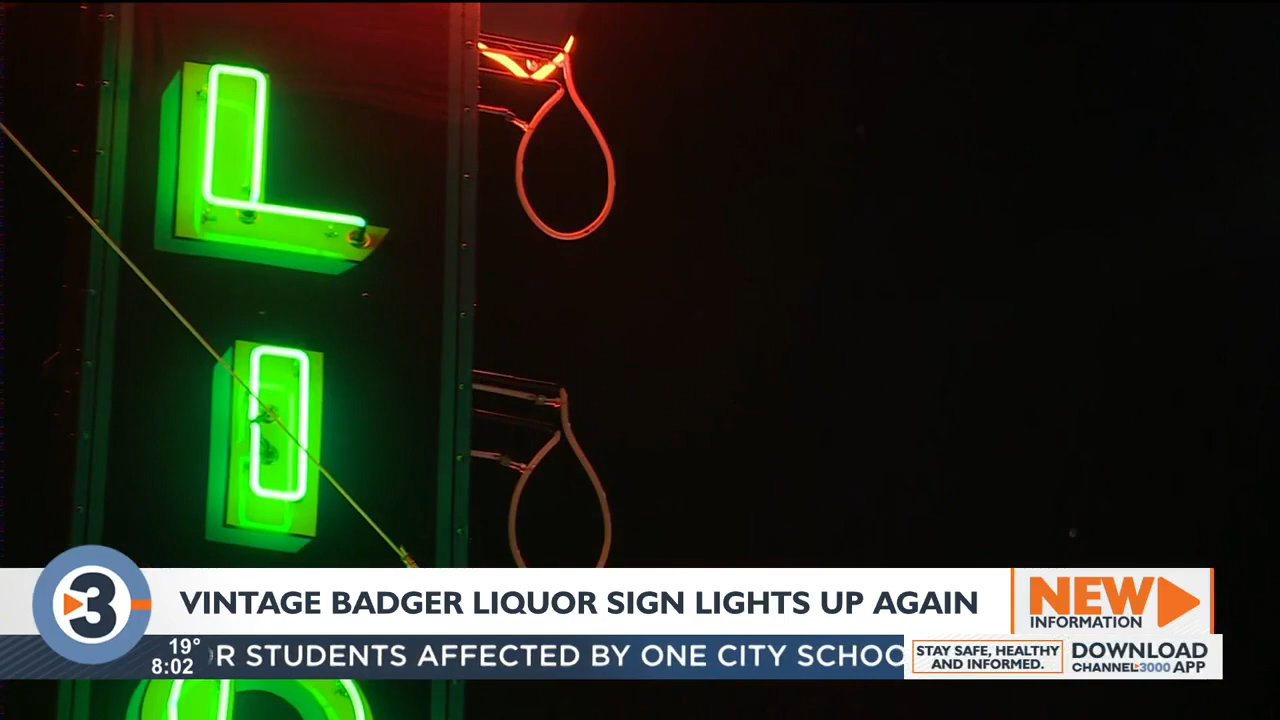 L
I
3
VINTAGE BADGER LIQUOR SIGN LIGHTS UP AGAIN
NEW
INFORMATION
19°
8:02
R STUDENTS AFFECTED BY ONE CITY SCHOO
STAY SAFE, HEALTHY
AND INFORMED.
DOWNLOAD
CHANNEL3000 APP